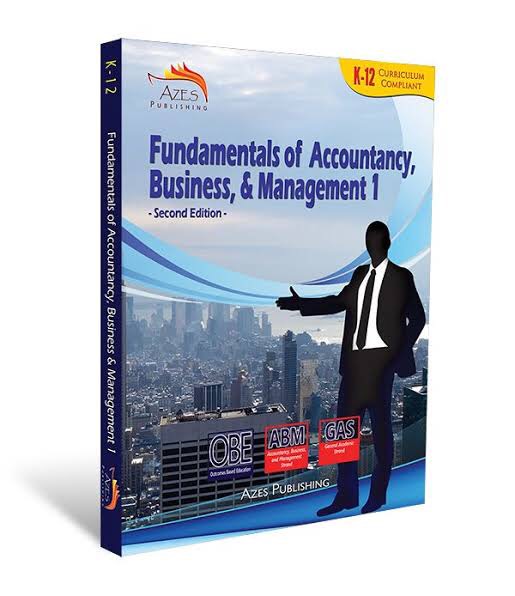 K-12
Fundamentals of Accountancy, Business & Management 1
AZES
PUBLISHING
K-12 CURRICULUM
COMPLIANT
Fundamentals of Accountancy,
Business, & Management 1
- Second Edition -
OBE
Outcomes Based Education
ABM
Accountancy, Business,
and Management
Strand
GAS
General Academic
Strand
AZES PUBLISHING